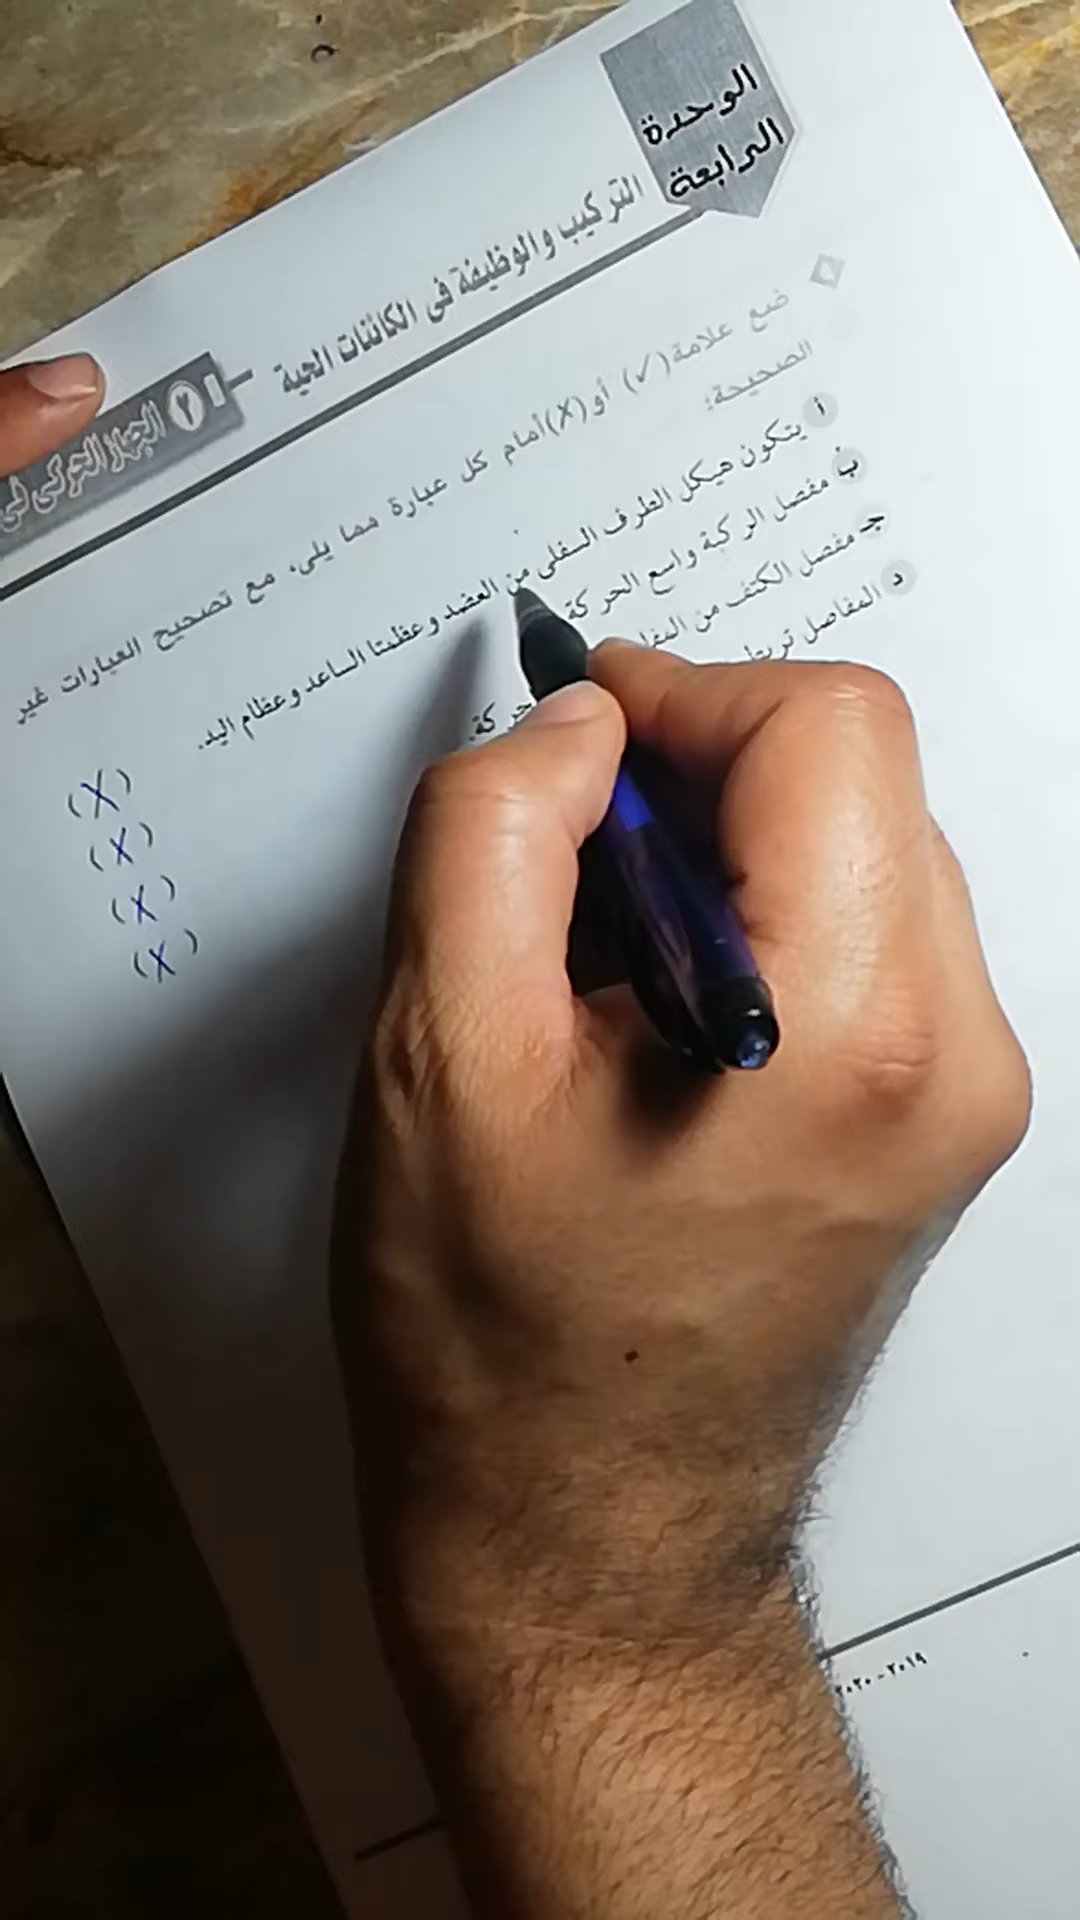 الوحدة
الرابعة
التركيب والوظيفة فى الكائنات الحية
٢ الجهاز الحركى
ضع علامة (✓) أو (X) أمام كل عبارة مما يلى، مع تصحيح العبارات غير
الصحيحة:
أ يتكون هيكل الطرف السفلى من العضد وعظمتا الساعد وعظام اليد. (X)
ب مفصل الركبة واسع الحركة (X)
جـ مفصل الكتف من حركة. (X)
د المفاصل (X)
٢٠١٩ - ٢٠٢٠